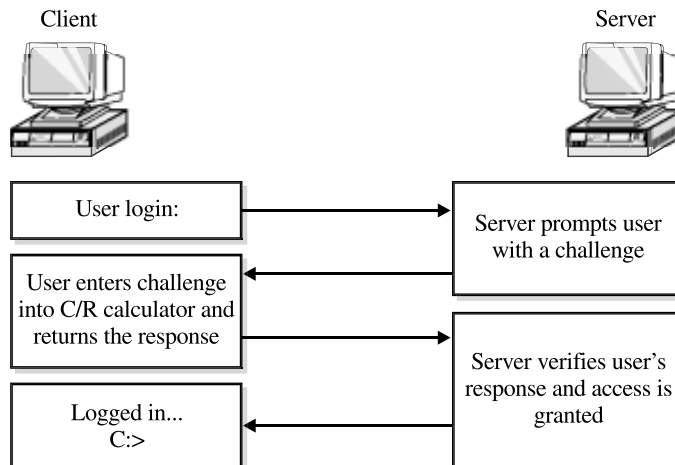 Client
Server
User login:
Server prompts user
with a challenge
User enters challenge
into C/R calculator and
returns the response
Server verifies user’s
response and access is
granted
Logged in...
C:>